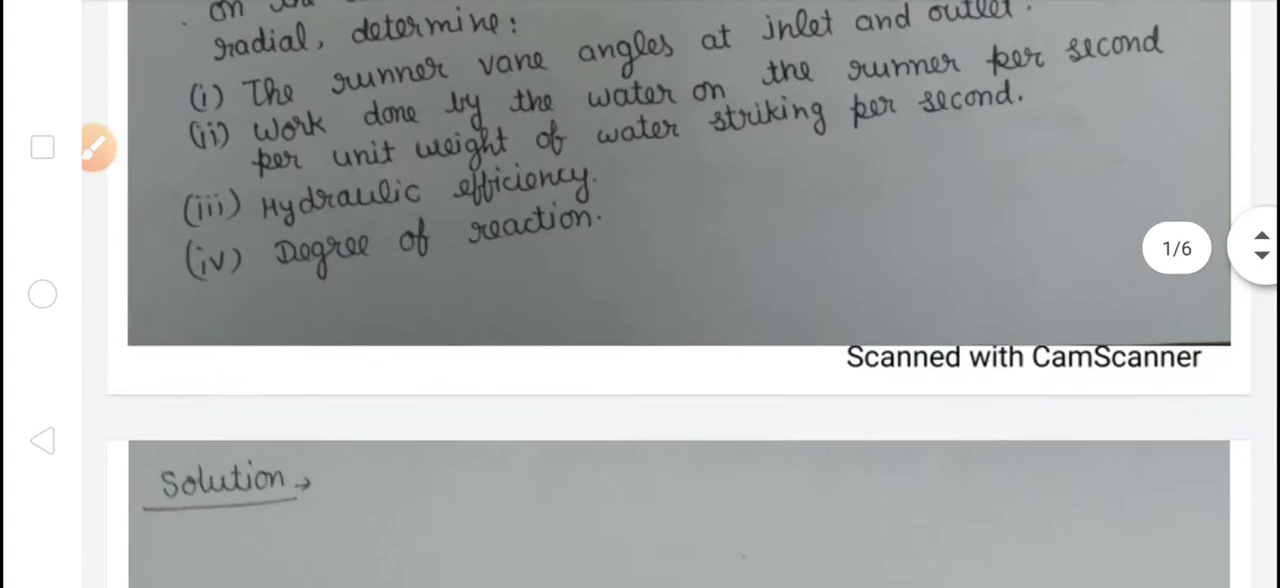 on the
radial, determine:
(i) The runner vane angles at inlet and outlet.
(ii) Work done by the water on the runner per second
per unit weight of water striking per second.
(iii) Hydraulic efficiency.
(iv) Degree of reaction.
1/6
Scanned with CamScanner
Solution →